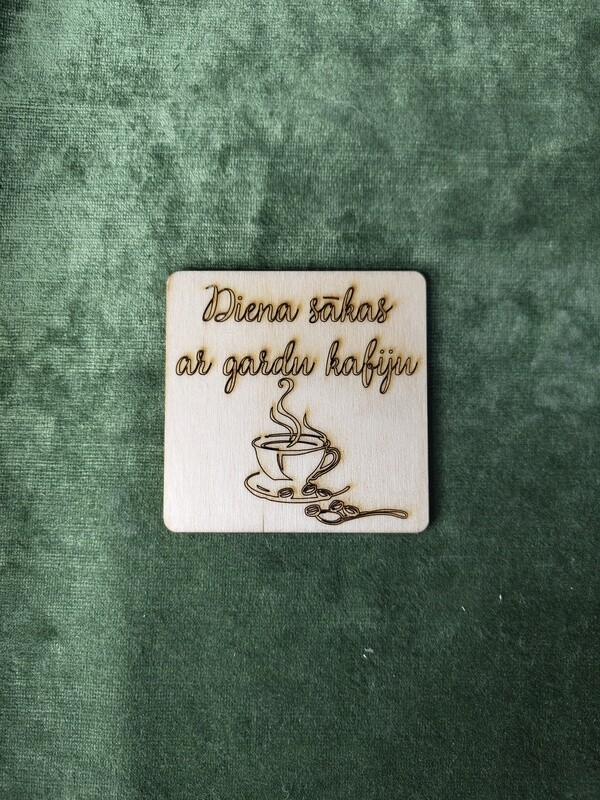 Diena sākas
ar gardu kafiju